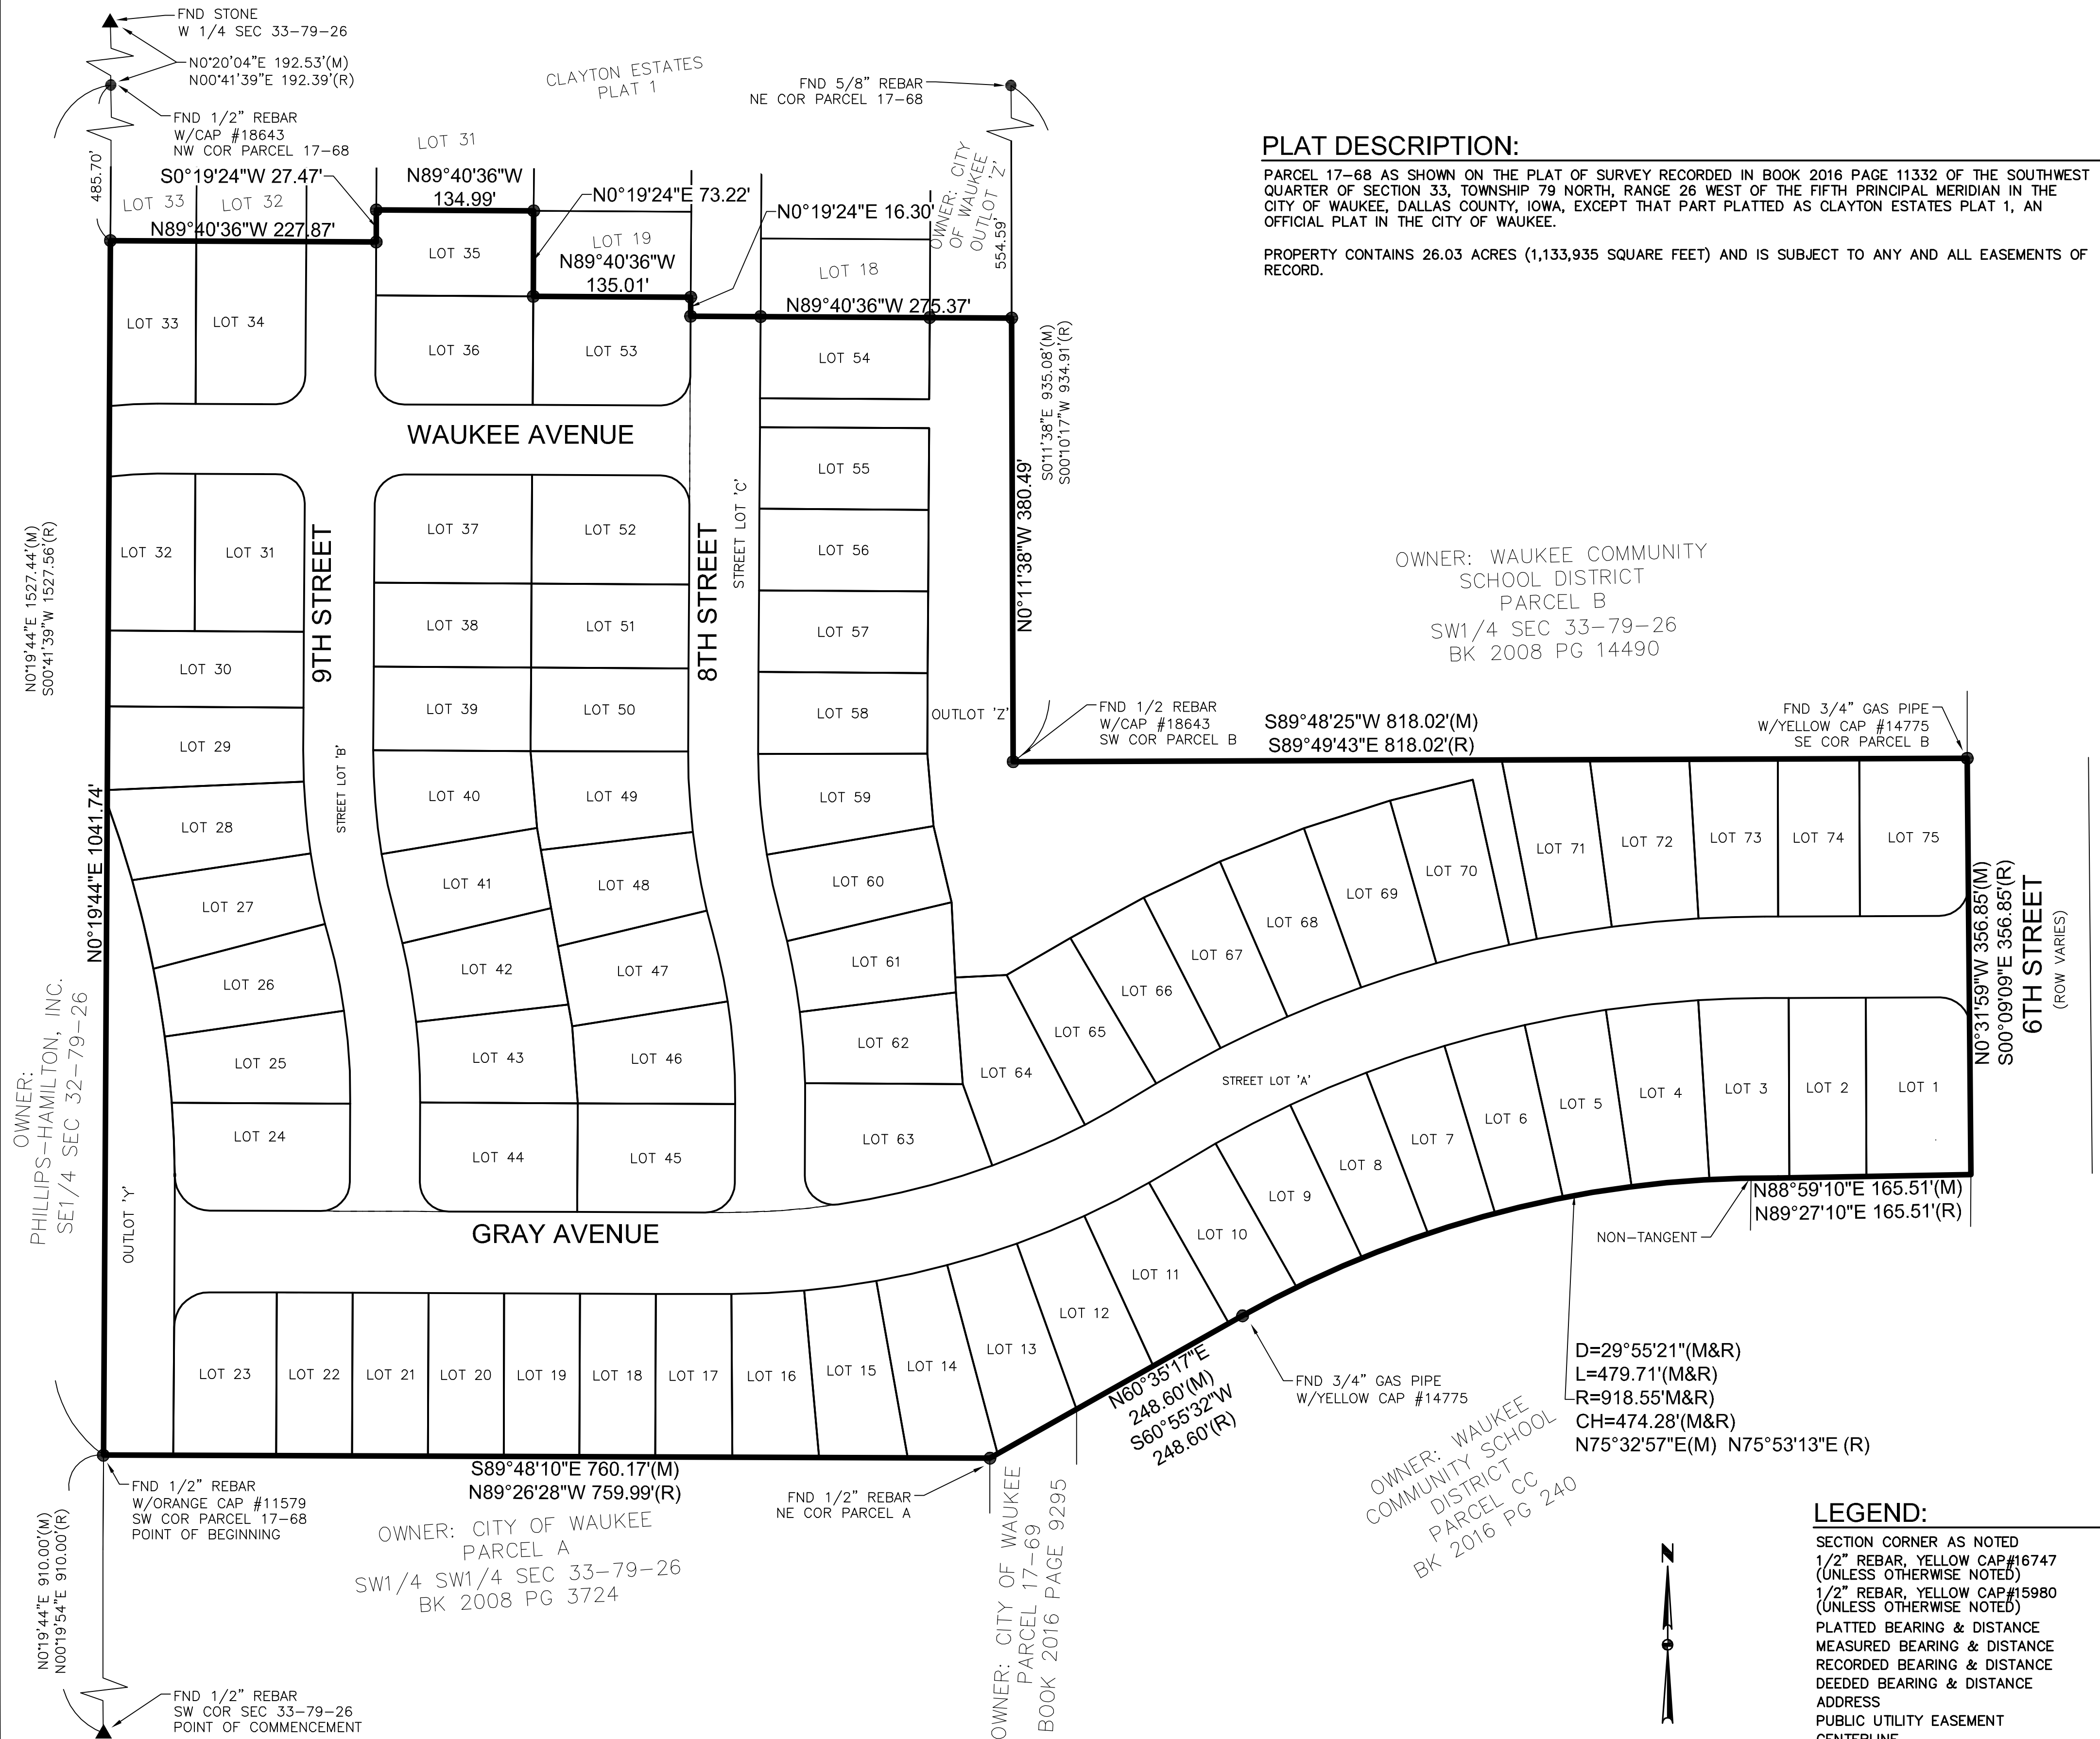 FND STONE
W 1/4 SEC 33-79-26
N0°20'04"E 192.53'(M)
N00°41'39"E 192.39'(R)
FND 1/2" REBAR
W/CAP #18643
NW COR PARCEL 17-68
485.70'
CLAYTON ESTATES
PLAT 1
FND 5/8" REBAR
NE COR PARCEL 17-68
LOT 31
S0°19'24"W 27.47'
N89°40'36"W
134.99'
N0°19'24"E 73.22'
N0°19'24"E 16.30'
LOT 33
LOT 32
N89°40'36"W 227.87'
LOT 19
N89°40'36"W
135.01'
LOT 18
N89°40'36"W 275.37'
OWNER: CITY
OF WAUKEE
OUTLOT 'Z'
554.59'
PLAT DESCRIPTION:
PARCEL 17-68 AS SHOWN ON THE PLAT OF SURVEY RECORDED IN BOOK 2016 PAGE 11332 OF THE SOUTHWEST
QUARTER OF SECTION 33, TOWNSHIP 79 NORTH, RANGE 26 WEST OF THE FIFTH PRINCIPAL MERIDIAN IN THE
CITY OF WAUKEE, DALLAS COUNTY, IOWA, EXCEPT THAT PART PLATTED AS CLAYTON ESTATES PLAT 1, AN
OFFICIAL PLAT IN THE CITY OF WAUKEE.
PROPERTY CONTAINS 26.03 ACRES (1,133,935 SQUARE FEET) AND IS SUBJECT TO ANY AND ALL EASEMENTS OF
RECORD.
LOT 35
LOT 33
LOT 34
LOT 36
LOT 53
LOT 54
WAUKEE AVENUE
S0°11'38"E 935.08'(M)
S00°10'17"W 934.91'(R)
N0°11'38"W 380.49'
LOT 32
LOT 31
LOT 37
LOT 52
LOT 55
LOT 56
9TH STREET
STREET LOT 'B'
8TH STREET
STREET LOT 'C'
N0°19'44"E 1527.44'(M)
S00°41'39"W 1527.56'(R)
LOT 38
LOT 51
LOT 57
LOT 30
LOT 39
LOT 50
LOT 58
OUTLOT 'Z'
LOT 29
LOT 40
LOT 49
LOT 59
LOT 28
LOT 41
LOT 48
LOT 60
LOT 27
LOT 42
LOT 47
LOT 61
LOT 26
LOT 43
LOT 46
LOT 62
LOT 25
LOT 24
LOT 44
LOT 45
LOT 63
N0°19'44"E 1041.74'
OWNER:
PHILLIPS-HAMILTON, INC.
SE1/4 SEC 32-79-26
OUTLOT 'Y'
GRAY AVENUE
OWNER: WAUKEE COMMUNITY
SCHOOL DISTRICT
PARCEL B
SW1/4 SEC 33-79-26
BK 2008 PG 14490
FND 1/2 REBAR
W/CAP #18643
SW COR PARCEL B
S89°48'25"W 818.02'(M)
S89°49'43"E 818.02'(R)
FND 3/4" GAS PIPE
W/YELLOW CAP #14775
SE COR PARCEL B
LOT 64
LOT 65
LOT 66
LOT 67
LOT 68
LOT 69
LOT 70
LOT 71
LOT 72
LOT 73
LOT 74
LOT 75
N0°31'59"W 356.85'(M)
S00°09'09"E 356.85'(R)
6TH STREET
(ROW VARIES)
STREET LOT 'A'
LOT 1
LOT 2
LOT 3
LOT 4
LOT 5
LOT 6
LOT 7
LOT 8
LOT 9
LOT 10
LOT 11
LOT 12
LOT 13
LOT 14
LOT 15
LOT 16
LOT 17
LOT 18
LOT 19
LOT 20
LOT 21
LOT 22
LOT 23
N88°59'10"E 165.51'(M)
N89°27'10"E 165.51'(R)
NON-TANGENT
D=29°55'21"(M&R)
L=479.71'(M&R)
R=918.55'M&R)
CH=474.28'(M&R)
N75°32'57"E(M) N75°53'13"E (R)
N60°35'17"E
248.60'(M)
S60°55'32"W
248.60'(R)
FND 3/4" GAS PIPE
W/YELLOW CAP #14775
OWNER: WAUKEE
COMMUNITY SCHOOL
DISTRICT
PARCEL CC
BK 2016 PG 240
S89°48'10"E 760.17'(M)
N89°26'28"W 759.99'(R)
FND 1/2" REBAR
NE COR PARCEL A
FND 1/2" REBAR
W/ORANGE CAP #11579
SW COR PARCEL 17-68
POINT OF BEGINNING
OWNER: CITY OF WAUKEE
PARCEL A
SW1/4 SW1/4 SEC 33-79-26
BK 2008 PG 3724
OWNER: CITY OF WAUKEE
PARCEL 17-69
BOOK 2016 PAGE 9295
N0°19'44"E 910.00'(M)
N00°19'54"E 910.00'(R)
FND 1/2" REBAR
SW COR SEC 33-79-26
POINT OF COMMENCEMENT
N
LEGEND:
SECTION CORNER AS NOTED
1/2" REBAR, YELLOW CAP#16747
(UNLESS OTHERWISE NOTED)
1/2" REBAR, YELLOW CAP#15980
(UNLESS OTHERWISE NOTED)
PLATTED BEARING & DISTANCE
MEASURED BEARING & DISTANCE
RECORDED BEARING & DISTANCE
DEEDED BEARING & DISTANCE
ADDRESS
PUBLIC UTILITY EASEMENT
CENTERLINE